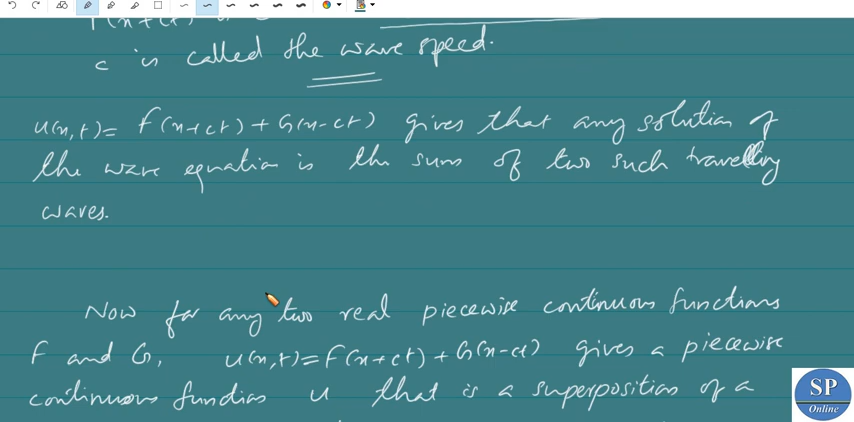 F(x+ct)
c is called the wave speed.
u(x,t)= F(x+ct)+G(x-ct) gives that any solution of
the wave equation is the sum of two such travelling
waves.
Now for any two real piecewise continuous functions
F and G, u(x,t)=F(x+ct)+G(x-ct) gives a piecewise
continuous function u that is a superposition of a
SP
Online